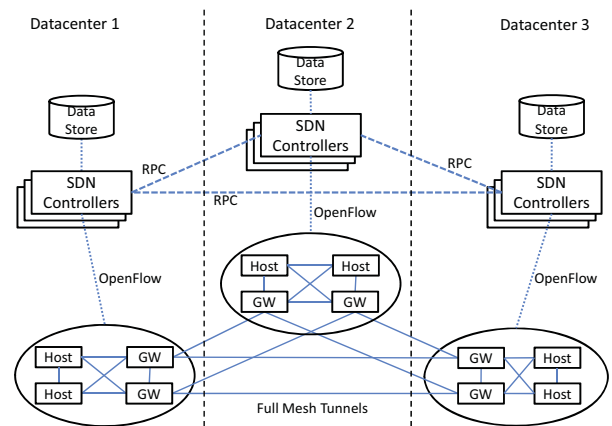 Datacenter 1
Datacenter 2
Datacenter 3
Data
Store
Data
Store
Data
Store
SDN
Controllers
SDN
Controllers
SDN
Controllers
RPC
RPC
RPC
OpenFlow
OpenFlow
OpenFlow
Host
Host
GW
GW
Host
GW
Host
GW
GW
Host
GW
Host
Full Mesh Tunnels